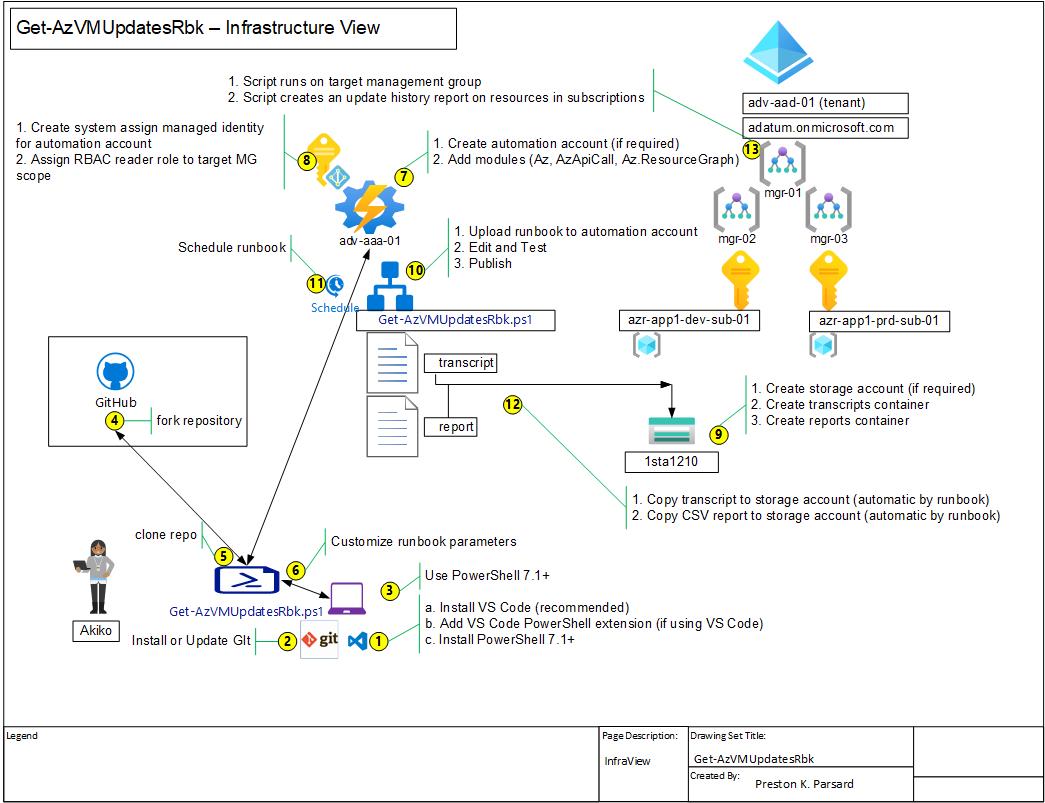 Get-AzVMUpdatesRbk – Infrastructure View
1. Script runs on target management group
2. Script creates an update history report on resources in subscriptions
adv-aad-01 (tenant)
adatum.onmicrosoft.com
13
mgr-01
mgr-02
mgr-03
1. Create system assign managed identity
for automation account
2. Assign RBAC reader role to target MG
scope
8
1. Create automation account (if required)
2. Add modules (Az, AzApiCall, Az.ResourceGraph)
7
adv-aaa-01
1. Upload runbook to automation account
2. Edit and Test
3. Publish
10
Schedule runbook
11
Schedule
Get-AzVMUpdatesRbk.ps1
azr-app1-dev-sub-01
azr-app1-prd-sub-01
transcript
report
12
1. Create storage account (if required)
2. Create transcripts container
3. Create reports container
9
1sta1210
1. Copy transcript to storage account (automatic by runbook)
2. Copy CSV report to storage account (automatic by runbook)
GitHub
4
fork repository
clone repo
5
6
Customize runbook parameters
Get-AzVMUpdatesRbk.ps1
3
Use PowerShell 7.1+
Akiko
Install or Update GIt
2
git
1
a. Install VS Code (recommended)
b. Add VS Code PowerShell extension (if using VS Code)
c. Install PowerShell 7.1+
Legend
Page Description:
InfraView
Drawing Set Title:
Get-AzVMUpdatesRbk
Created By:
Preston K. Parsard